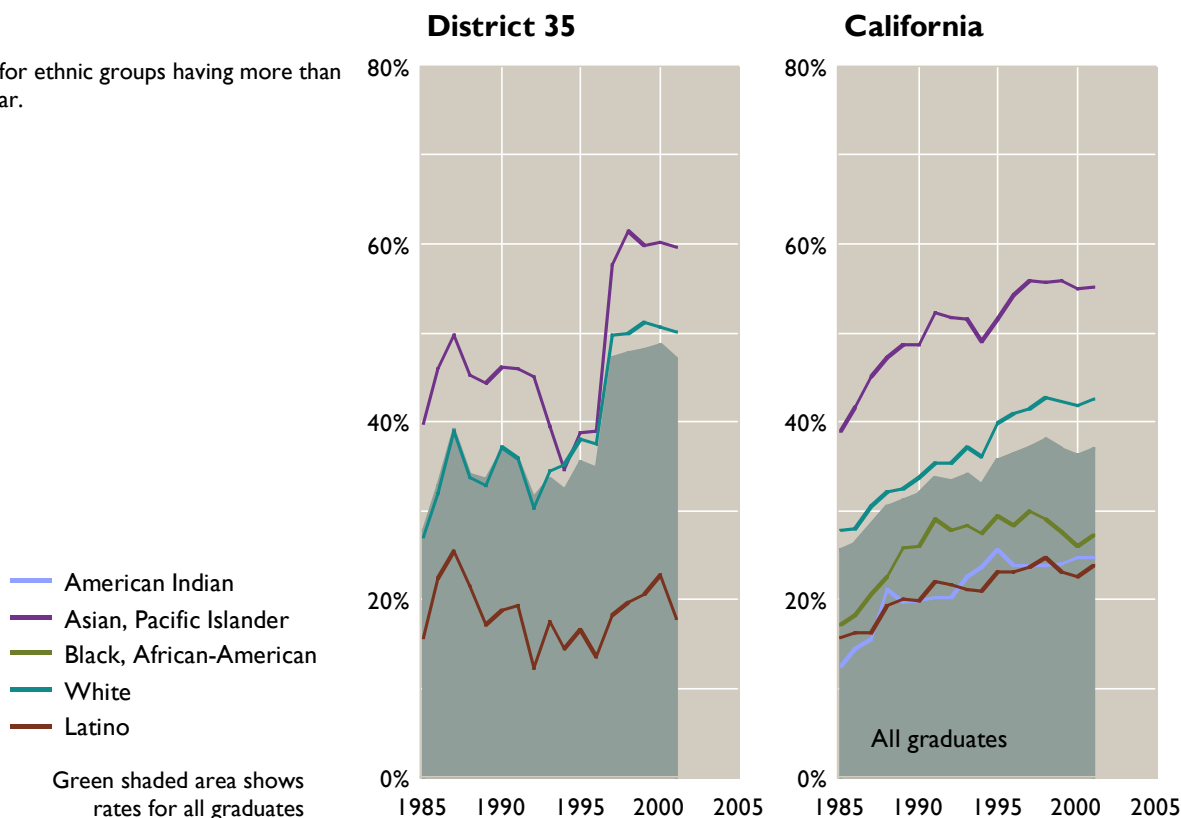 District 35
California
for ethnic groups having more than
ar.
80%
60%
40%
20%
0%
1985 1990 1995 2000 2005
80%
60%
40%
20%
0%
All graduates
1985 1990 1995 2000 2005
American Indian
Asian, Pacific Islander
Black, African-American
White
Latino
Green shaded area shows
rates for all graduates